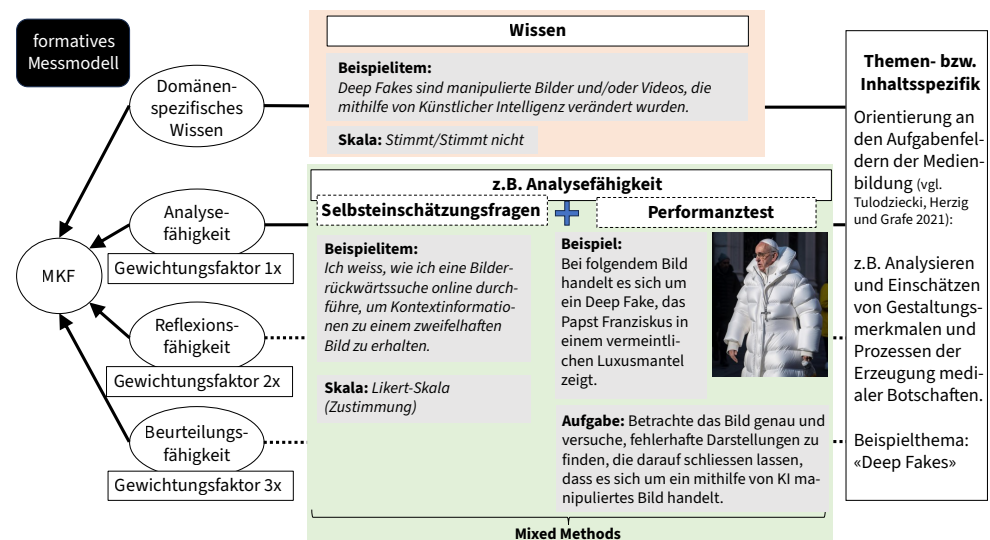 formatives
Messmodell
Domänen-
spezifisches
Wissen
Analyse-
fähigkeit
Gewichtungsfaktor 1x
MKF
Reflexions-
fähigkeit
Gewichtungsfaktor 2x
Beurteilungs-
fähigkeit
Gewichtungsfaktor 3x
Wissen
Beispielitem:
Deep Fakes sind manipulierte Bilder und/oder Videos, die
mithilfe von Künstlicher Intelligenz verändert wurden.
Skala: Stimmt/Stimmt nicht
z.B. Analysefähigkeit
Selbsteinschätzungsfragen
Performanztest
Beispielitem:
Ich weiss, wie ich eine Bilder-
rückwärtssuche online durch-
führe, um Kontextinformatio-
nen zu einem zweifelhaften
Bild zu erhalten.
Skala: Likert-Skala
(Zustimmung)
Beispiel:
Bei folgendem Bild
handelt es sich um
ein Deep Fake, das
Papst Franziskus in
einem vermeintli-
chen Luxusmantel
zeigt.
Aufgabe: Betrachte das Bild genau und
versuche, fehlerhafte Darstellungen zu
finden, die darauf schliessen lassen,
dass es sich um ein mithilfe von KI ma-
nipuliertes Bild handelt.
Mixed Methods
Themen- bzw.
Inhaltsspezifik
Orientierung an
den Aufgabenfel-
dern der Medien-
bildung (vgl.
Tulodziecki, Herzig
und Grafe 2021):
z.B. Analysieren
und Einschätzen
von Gestaltungs-
merkmalen und
Prozessen der
Erzeugung medi-
aler Botschaften.
Beispielthema:
«Deep Fakes»